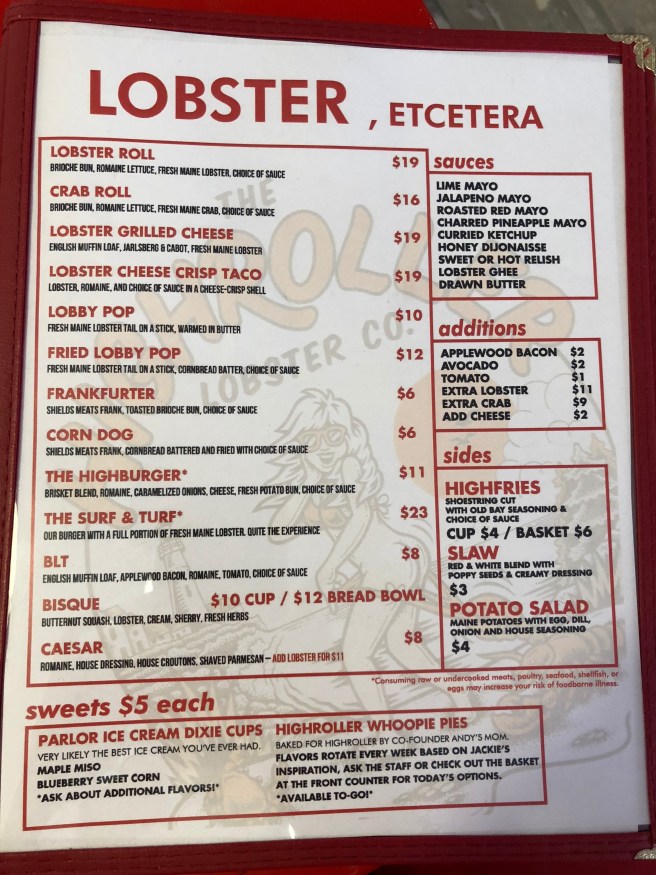 LOBSTER , ETCETERA
LOBSTER ROLL $19
BRIOCHE BUN, ROMAINE LETTUCE, FRESH MAINE LOBSTER, CHOICE OF SAUCE
CRAB ROLL $16
BRIOCHE BUN, ROMAINE LETTUCE, FRESH MAINE CRAB, CHOICE OF SAUCE
LOBSTER GRILLED CHEESE $19
ENGLISH MUFFIN LOAF, JARLSBERG & CABOT, FRESH MAINE LOBSTER
LOBSTER CHEESE CRISP TACO $19
LOBSTER, ROMAINE, AND CHOICE OF SAUCE IN A CHEESE-CRISP SHELL
LOBBY POP $10
FRESH MAINE LOBSTER TAIL ON A STICK, WARMED IN BUTTER
FRIED LOBBY POP $12
FRESH MAINE LOBSTER TAIL ON A STICK, CORNBREAD BATTER, CHOICE OF SAUCE
FRANKFURTER $6
SHIELDS MEATS FRANK, TOASTED BRIOCHE BUN, CHOICE OF SAUCE
CORN DOG $6
SHIELDS MEATS FRANK, CORNBREAD BATTERED AND FRIED WITH CHOICE OF SAUCE
THE HIGHBURGER* $11
BRISKET BLEND, ROMAINE, CARAMELIZED ONIONS, CHEESE, FRESH POTATO BUN, CHOICE OF SAUCE
THE SURF & TURF* $23
OUR BURGER WITH A FULL PORTION OF FRESH MAINE LOBSTER. QUITE THE EXPERIENCE
BLT $8
ENGLISH MUFFIN LOAF, APPLEWOOD BACON, ROMAINE, TOMATO, CHOICE OF SAUCE
BISQUE $10 CUP / $12 BREAD BOWL
BUTTERNUT SQUASH, LOBSTER, CREAM, SHERRY, FRESH HERBS
CAESAR $8
ROMAINE, HOUSE DRESSING, HOUSE CROUTONS, SHAVED PARMESAN – ADD LOBSTER FOR $11
sauces
LIME MAYO
JALAPENO MAYO
ROASTED RED MAYO
CHARRED PINEAPPLE MAYO
CURRIED KETCHUP
HONEY DIJONAISSE
SWEET OR HOT RELISH
LOBSTER GHEE
DRAWN BUTTER
additions
APPLEWOOD BACON $2
AVOCADO $2
TOMATO $1
EXTRA LOBSTER $11
EXTRA CRAB $9
ADD CHEESE $2
sides
HIGHFRIES
SHOESTRING CUT
WITH OLD BAY SEASONING &
CHOICE OF SAUCE
CUP $4 / BASKET $6
SLAW
RED & WHITE BLEND WITH
POPPY SEEDS & CREAMY DRESSING
$3
POTATO SALAD
MAINE POTATOES WITH EGG, DILL,
ONION AND HOUSE SEASONING
$4
*Consuming raw or undercooked meats, poultry, seafood, shellfish, or
eggs may increase your risk of foodborne illness.
sweets $5 each
PARLOR ICE CREAM DIXIE CUPS
VERY LIKELY THE BEST ICE CREAM YOU'VE EVER HAD.
MAPLE MISO
BLUEBERRY SWEET CORN
*ASK ABOUT ADDITIONAL FLAVORS!*
HIGHROLLER WHOOPIE PIES
BAKED FOR HIGHROLLER BY CO-FOUNDER ANDY'S MOM.
FLAVORS ROTATE EVERY WEEK BASED ON JACKIE'S
INSPIRATION, ASK THE STAFF OR CHECK OUT THE BASKET
AT THE FRONT COUNTER FOR TODAY'S OPTIONS.
*AVAILABLE TO-GO!*
THE
HIGHROLLER
LOBSTER CO.